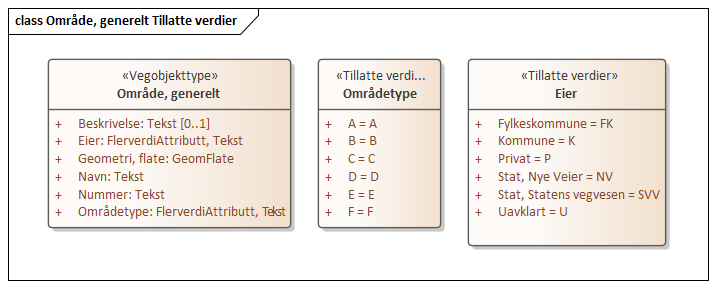 class Område, generelt Tillatte verdier
«Vegobjekttype»
Område, generelt
+ Beskrivelse: Tekst [0..1]
+ Eier: FlerverdiAttributt, Tekst
+ Geometri, flate: GeomFlate
+ Navn: Tekst
+ Nummer: Tekst
+ Områdetype: FlerverdiAttributt, Tekst
«Tillatte verdi...
Områdetype
+ A = A
+ B = B
+ C = C
+ D = D
+ E = E
+ F = F
«Tillatte verdier»
Eier
+ Fylkeskommune = FK
+ Kommune = K
+ Privat = P
+ Stat, Nye Veier = NV
+ Stat, Statens vegvesen = SVV
+ Uavklart = U